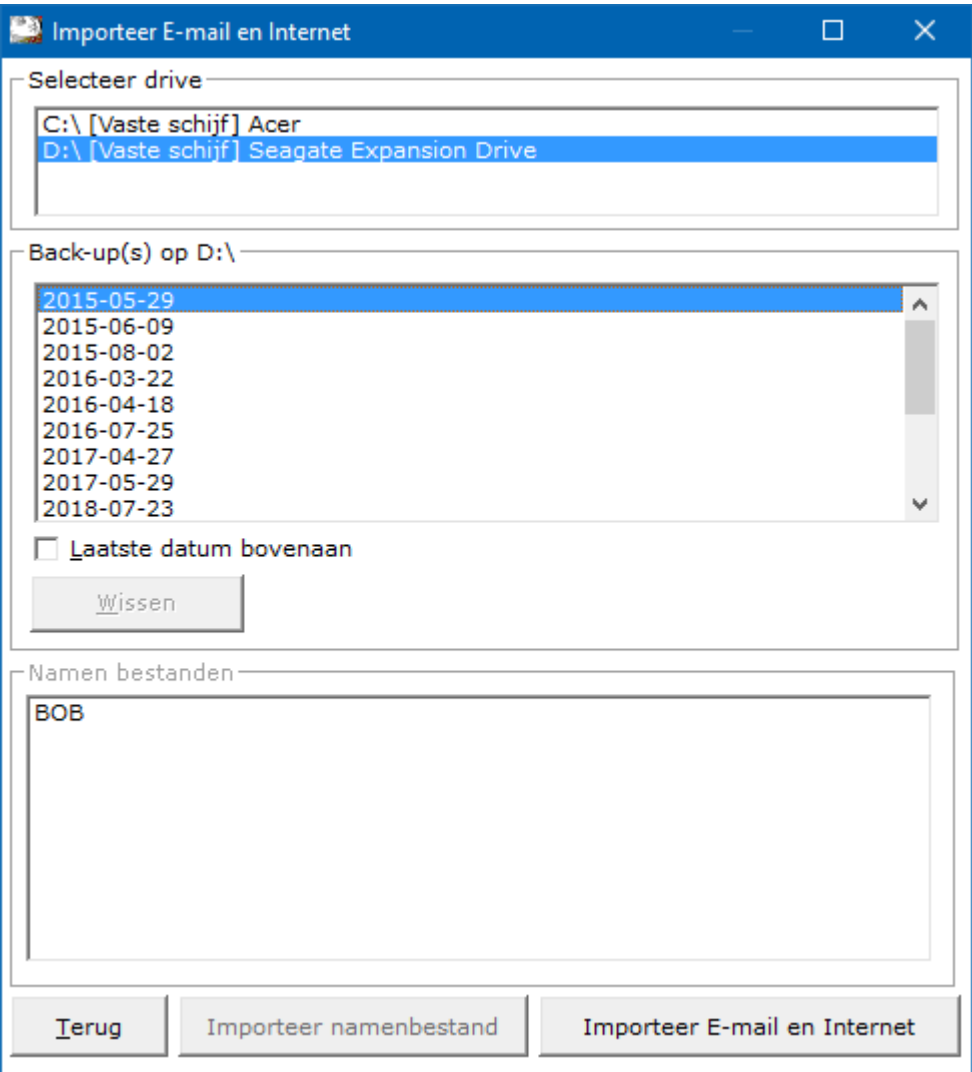 Importeer E-mail en Internet
Selecteer drive
C:\ [Vaste schijf] Acer
D:\ [Vaste schijf] Seagate Expansion Drive
Back-up(s) op D:\
2015-05-29
2015-06-09
2015-08-02
2016-03-22
2016-04-18
2016-07-25
2017-04-27
2017-05-29
2018-07-23
Laatste datum bovenaan
Wissen
Namen bestanden
BOB
Terug
Importeer namenbestand
Importeer E-mail en Internet